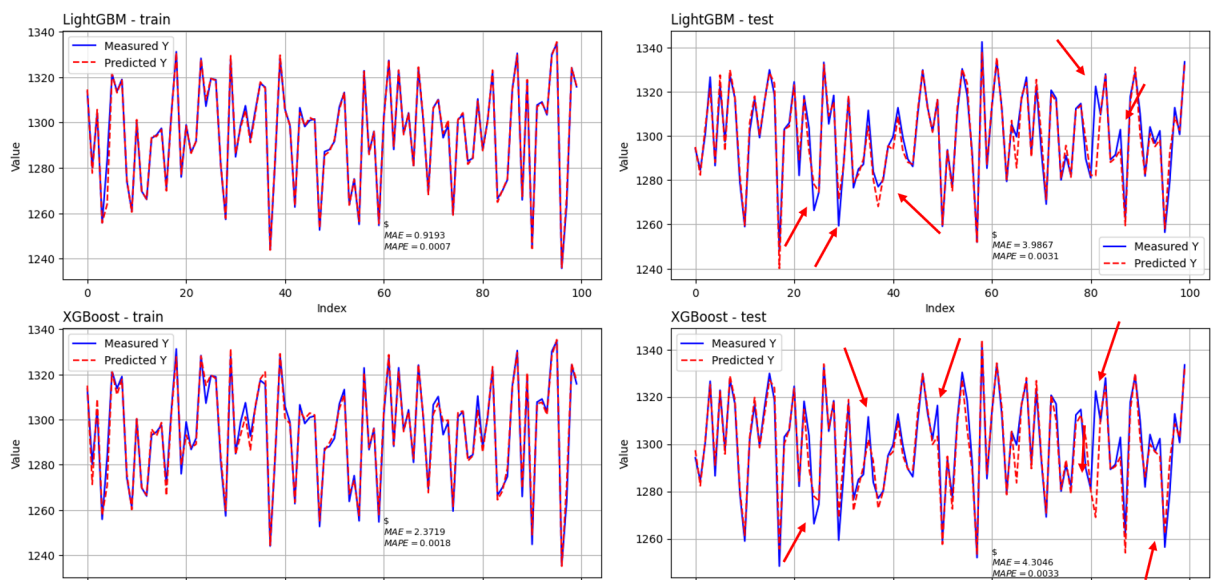 LightGBM - train
1340
1320
1300
1280
1260
1240
Value
Measured Y
Predicted Y
$
MAE = 0.9193
MAPE = 0.0007
0
20
40
60
80
100
Index
LightGBM - test
1340
1320
1300
1280
1260
1240
Value
$
MAE = 3.9867
MAPE = 0.0031
Measured Y
Predicted Y
0
20
40
60
80
100
Index
XGBoost - train
1340
1320
1300
1280
1260
1240
Value
Measured Y
Predicted Y
$
MAE = 2.3719
MAPE = 0.0018
XGBoost - test
1340
1320
1300
1280
1260
Value
Measured Y
Predicted Y
$
MAE = 4.3046
MAPE = 0.0033